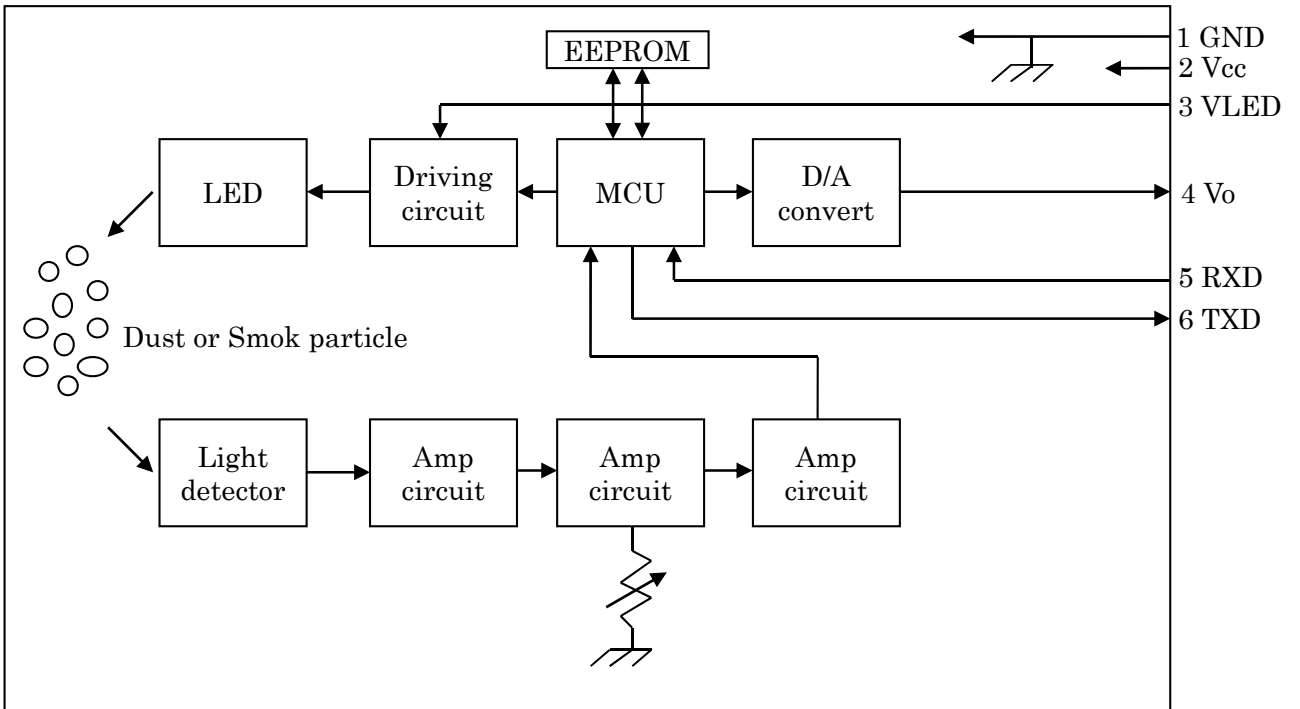 EEPROM
1 GND
2 Vcc
3 VLED
LED
Driving
circuit
MCU
D/A
convert
4 Vo
5 RXD
6 TXD
Dust or Smok particle
Light
detector
Amp
circuit
Amp
circuit
Amp
circuit